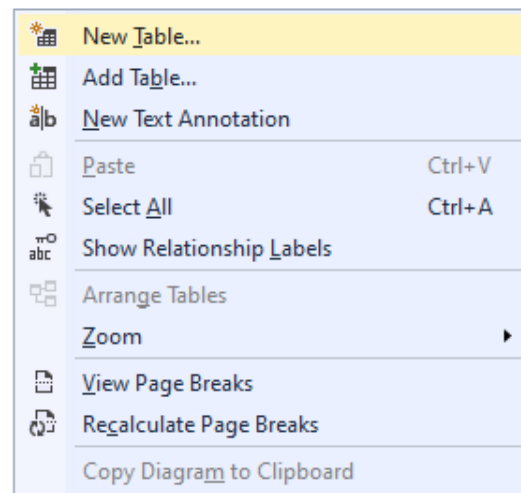 New Table...
Add Table...
a|b New Text Annotation
Paste Ctrl+V
Select All Ctrl+A
abc Show Relationship Labels
Arrange Tables
Zoom
View Page Breaks
Recalculate Page Breaks
Copy Diagram to Clipboard